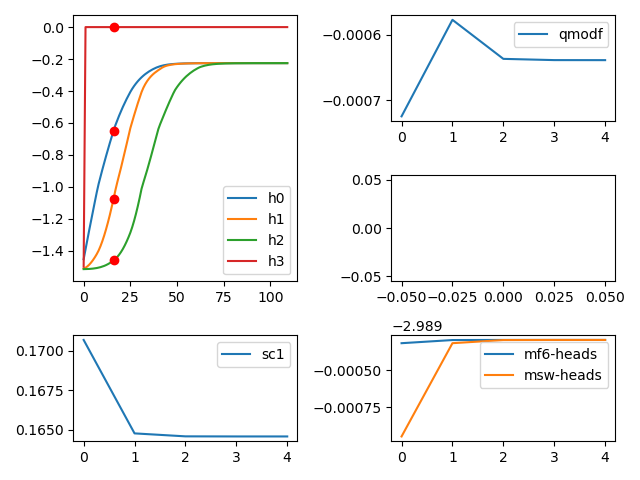 0.0
−0.2
−0.4
−0.6
−0.8
−1.0
−1.2
−1.4
h0
h1
h2
h3
0 25 50 75 100
−0.0006
−0.0007
qmodf
0 1 2 3 4
0.05
0.00
−0.05
−0.050 −0.025 0.000 0.025 0.050
0.1700
0.1675
0.1650
sc1
0 1 2 3 4
−2.989
−0.00050
−0.00075
mf6-heads
msw-heads
0 1 2 3 4